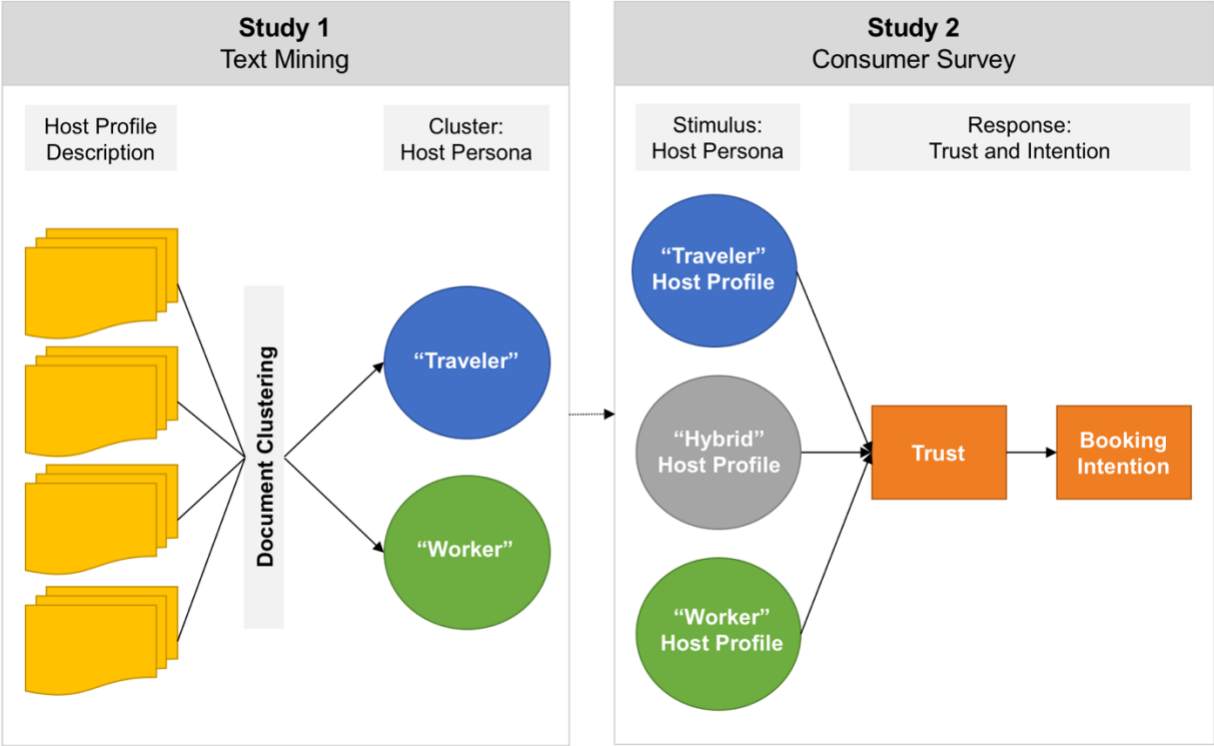 Study 1
Text Mining
Host Profile
Description
Cluster:
Host Persona
Document Clustering
“Traveler”
“Worker”
Study 2
Consumer Survey
Stimulus:
Host Persona
Response:
Trust and Intention
“Traveler”
Host Profile
“Hybrid”
Host Profile
“Worker”
Host Profile
Trust
Booking
Intention